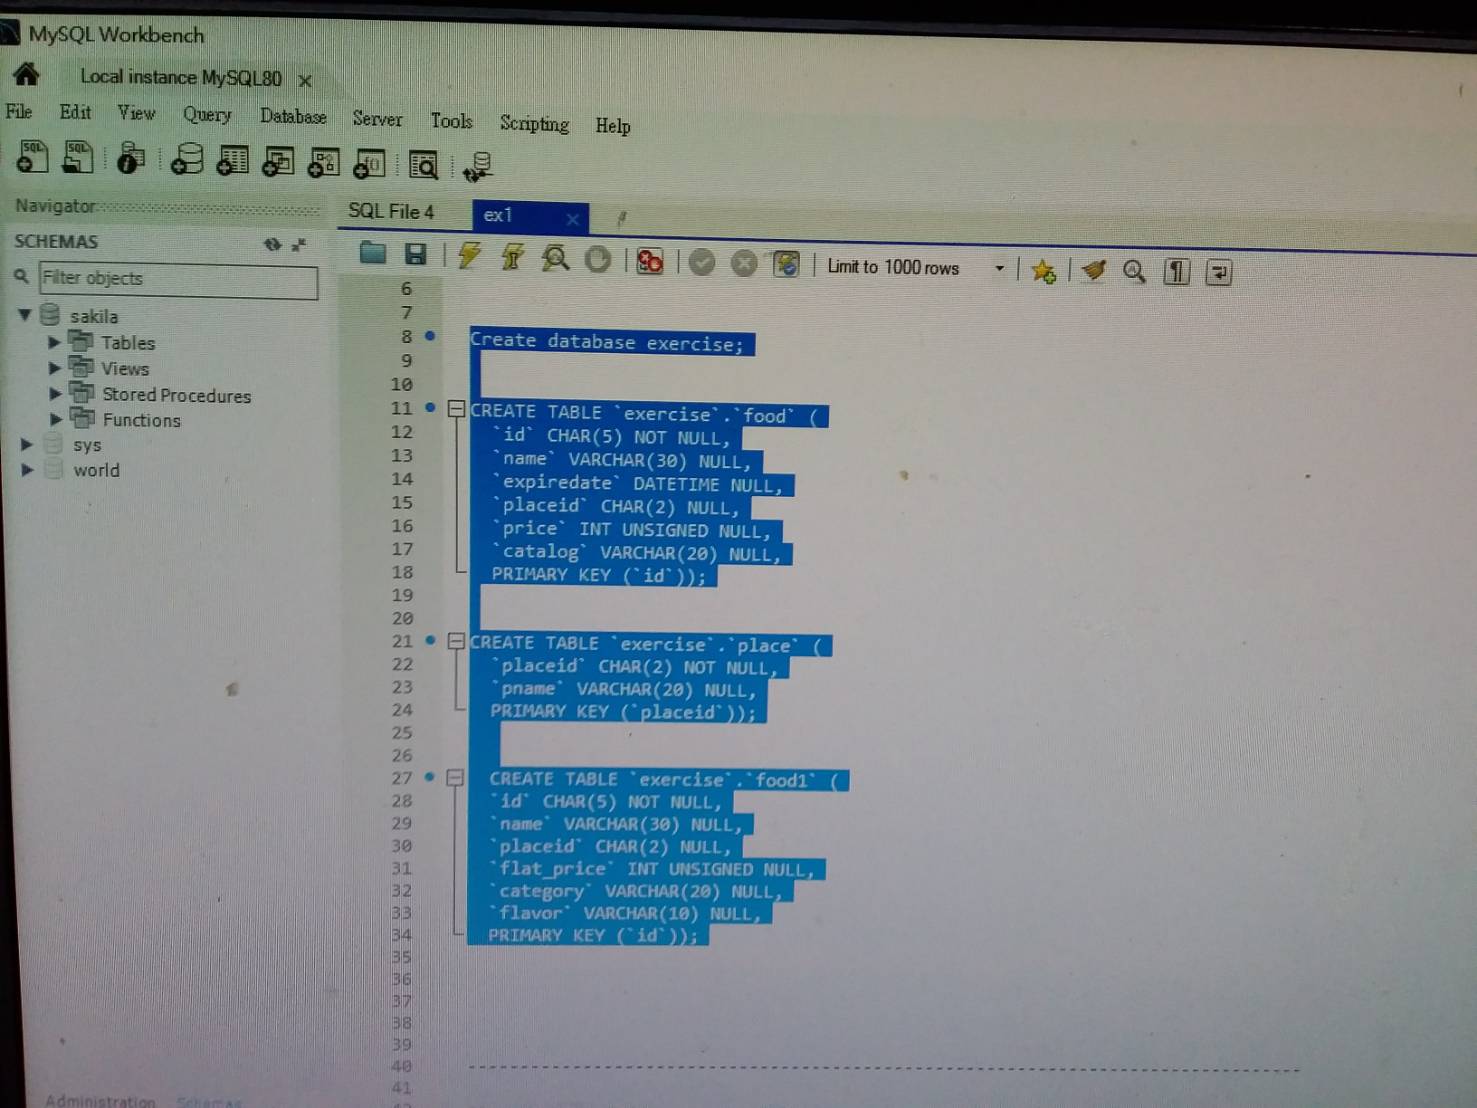 MySQL Workbench
Local instance MySQL80
File Edit View Query Database Server Tools Scripting Help
SQL SQL
Navigator
SQL File 4 ex1
SCHEMAS
Limit to 1000 rows
Filter objects
sakila
Tables
Views
Stored Procedures
Functions
sys
world
6
7
8 Create database exercise;
9
10
11 CREATE TABLE `exercise`.`food` (
12 `id` CHAR(5) NOT NULL,
13 `name` VARCHAR(30) NULL,
14 `expiredate` DATETIME NULL,
15 `placeid` CHAR(2) NULL,
16 `price` INT UNSIGNED NULL,
17 `catalog` VARCHAR(20) NULL,
18 PRIMARY KEY (`id`));
19
20
21 CREATE TABLE `exercise`.`place` (
22 `placeid` CHAR(2) NOT NULL,
23 `pname` VARCHAR(20) NULL,
24 PRIMARY KEY (`placeid`));
25
26
27 CREATE TABLE `exercise`.`food1` (
28 `id` CHAR(5) NOT NULL,
29 `name` VARCHAR(30) NULL,
30 `placeid` CHAR(2) NULL,
31 `flat_price` INT UNSIGNED NULL,
32 `category` VARCHAR(20) NULL,
33 `flavor` VARCHAR(10) NULL,
34 PRIMARY KEY (`id`));
35
36
37
38
39
40 --------------------------------------------------------------------------------
41
Administration Schemas